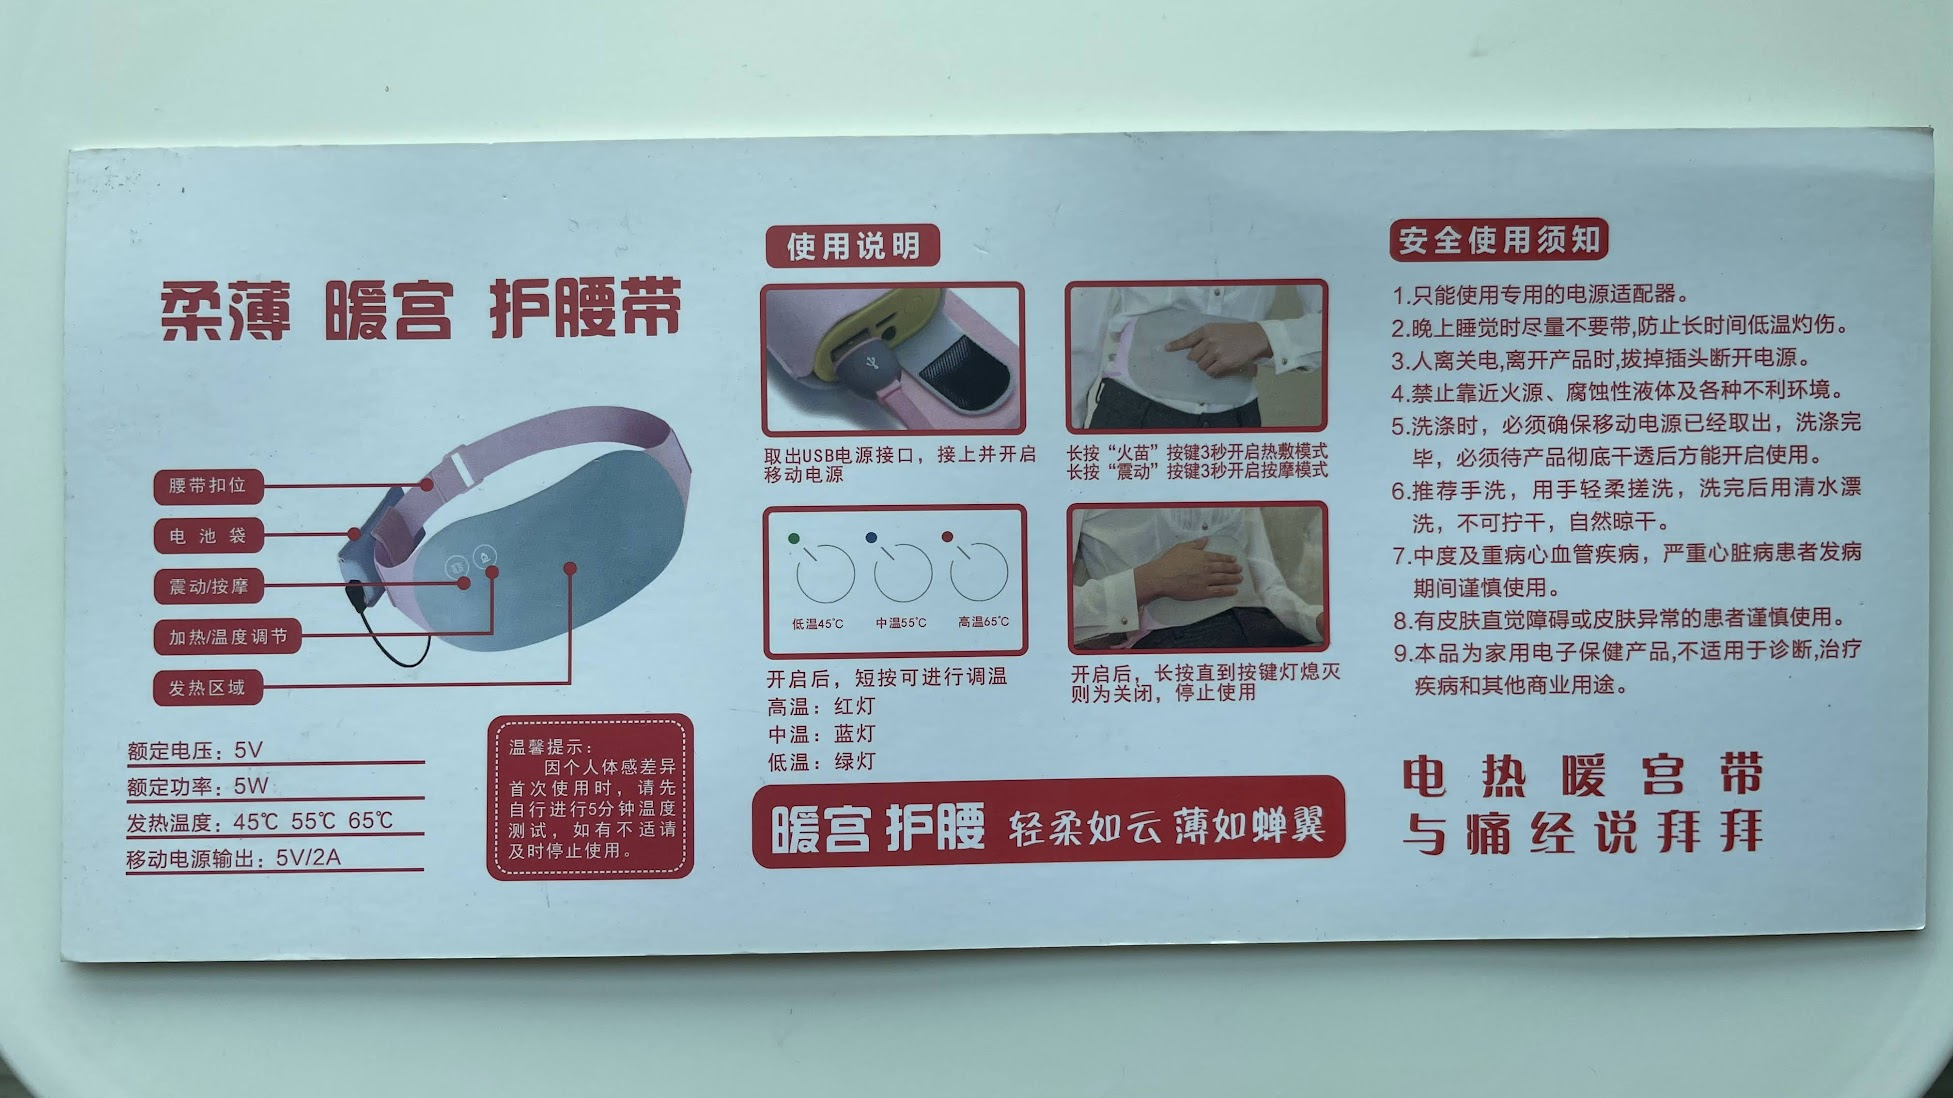 柔薄 暖宫 护腰带
腰带扣位
电池袋
震动/按摩
加热/温度调节
发热区域
额定电压：5V
额定功率：5W
发热温度：45℃ 55℃ 65℃
移动电源输出：5V/2A
温馨提示：
因个人体感差异
首次使用时，请先
自行进行5分钟温度
测试，如有不适请
及时停止使用。
使用说明
取出USB电源接口，接上并开启
移动电源
长按“火苗”按键3秒开启热敷模式
长按“震动”按键3秒开启按摩模式
低温45℃ 中温55℃ 高温65℃
开启后，短按可进行调温
高温：红灯
中温：蓝灯
低温：绿灯
开启后，长按直到按键灯熄灭
则为关闭，停止使用
暖宫 护腰 轻柔如云 薄如蝉翼
安全使用须知
1.只能使用专用的电源适配器。
2.晚上睡觉时尽量不要带,防止长时间低温灼伤。
3.人离关电,离开产品时,拔掉插头断开电源。
4.禁止靠近火源、腐蚀性液体及各种不利环境。
5.洗涤时，必须确保移动电源已经取出，洗涤完
毕，必须待产品彻底干透后方能开启使用。
6.推荐手洗，用手轻柔搓洗，洗完后用清水漂
洗，不可拧干，自然晾干。
7.中度及重病心血管疾病，严重心脏病患者发病
期间谨慎使用。
8.有皮肤直觉障碍或皮肤异常的患者谨慎使用。
9.本品为家用电子保健产品,不适用于诊断,治疗
疾病和其他商业用途。
电热暖宫带
与痛经说拜拜